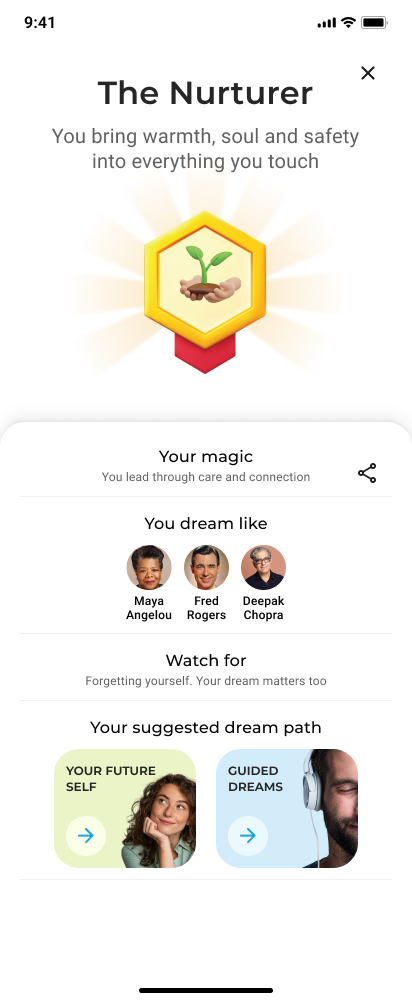 9:41
The Nurturer
You bring warmth, soul and safety
into everything you touch
Your magic
You lead through care and connection
You dream like
Maya
Angelou
Fred
Rogers
Deepak
Chopra
Watch for
Forgetting yourself. Your dream matters too
Your suggested dream path
YOUR FUTURE
SELF
GUIDED
DREAMS